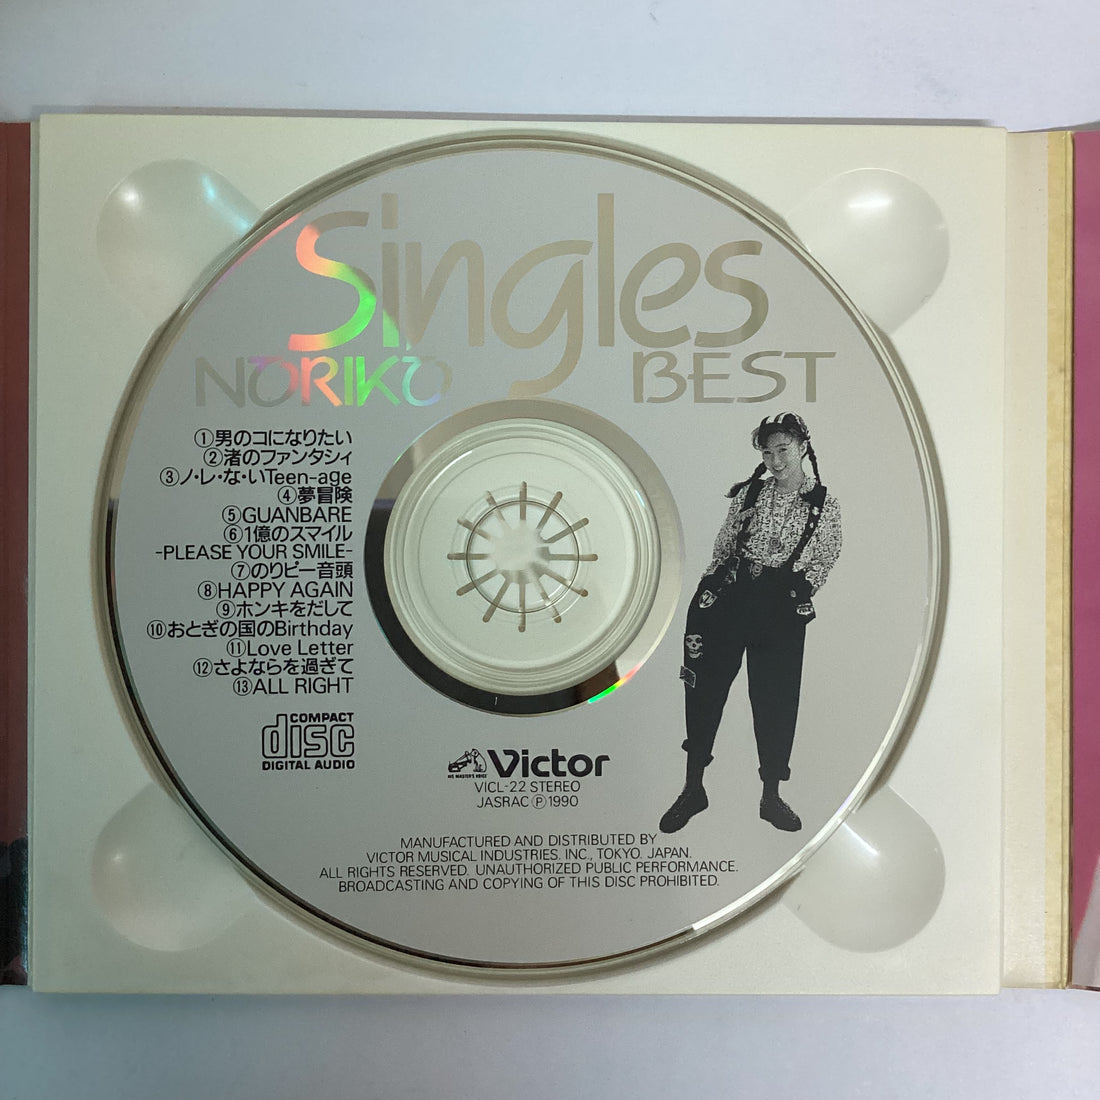 Singles
NORIKO BEST
①男のコになりたい
②渚のファンタシィ
③ノ・レ・な・いTeen-age
④夢冒険
⑤GUANBARE
⑥1億のスマイル
-PLEASE YOUR SMILE-
⑦のりピー音頭
⑧HAPPY AGAIN
⑨ホンキをだして
⑩おとぎの国のBirthday
⑪Love Letter
⑫さよならを過ぎて
⑬ALL RIGHT
COMPACT
disc
DIGITAL AUDIO
HIS MASTER'S VOICE
Victor
VICL-22 STEREO
JASRAC Ⓟ 1990
MANUFACTURED AND DISTRIBUTED BY
VICTOR MUSICAL INDUSTRIES. INC., TOKYO. JAPAN.
ALL RIGHTS RESERVED. UNAUTHORIZED PUBLIC PERFORMANCE.
BROADCASTING AND COPYING OF THIS DISC PROHIBITED.